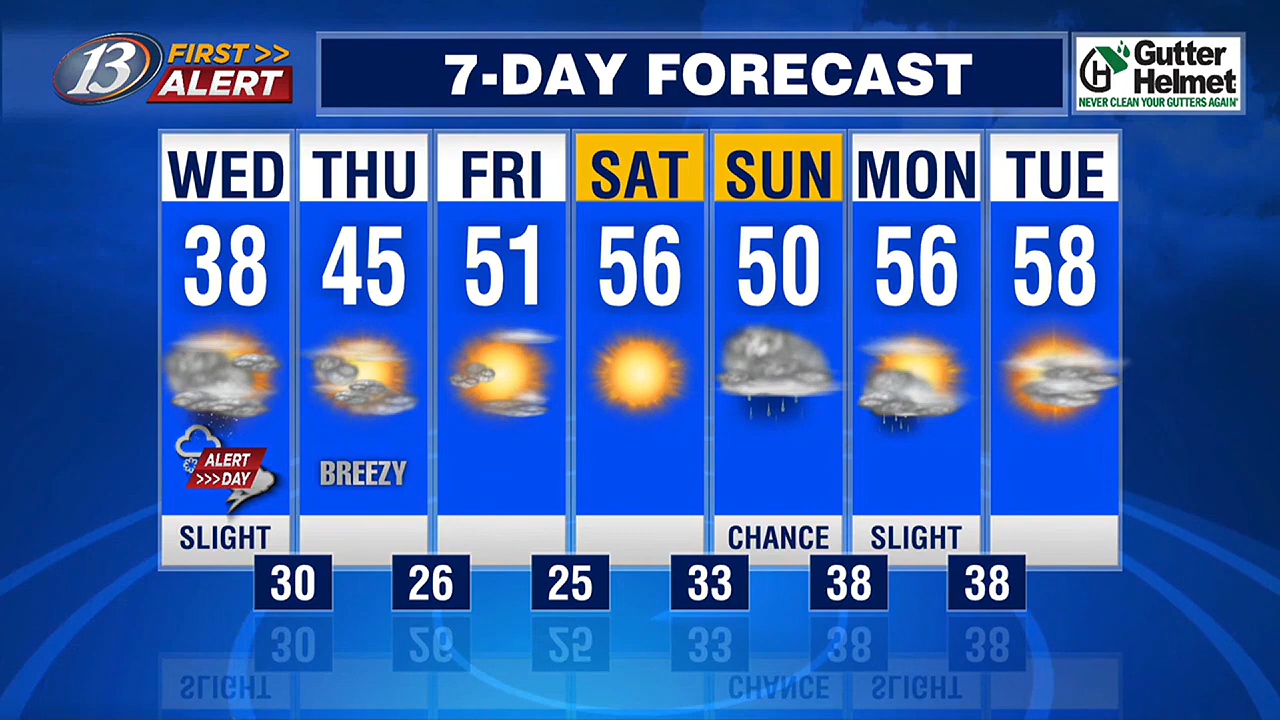 13 FIRST >>
ALERT
7-DAY FORECAST
Gutter
Helmet
NEVER CLEAN YOUR GUTTERS AGAIN®
WED THU FRI SAT SUN MON TUE
38 45 51 56 50 56 58
ALERT
>>>DAY
BREEZY
SLIGHT CHANCE SLIGHT
30 26 25 33 38 38